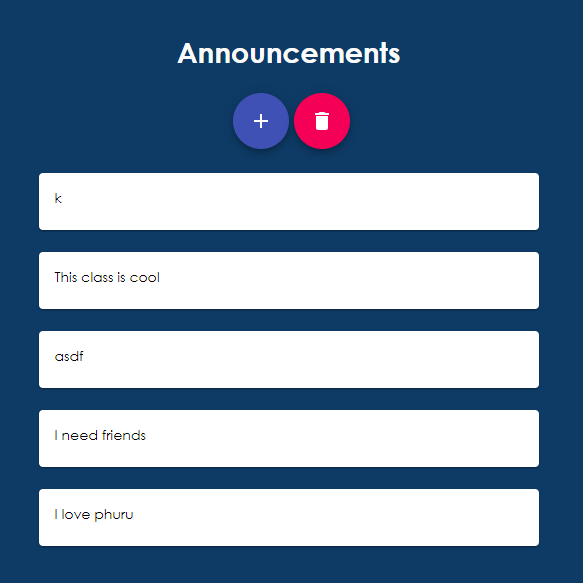 Announcements
k
This class is cool
asdf
I need friends
I love phuru